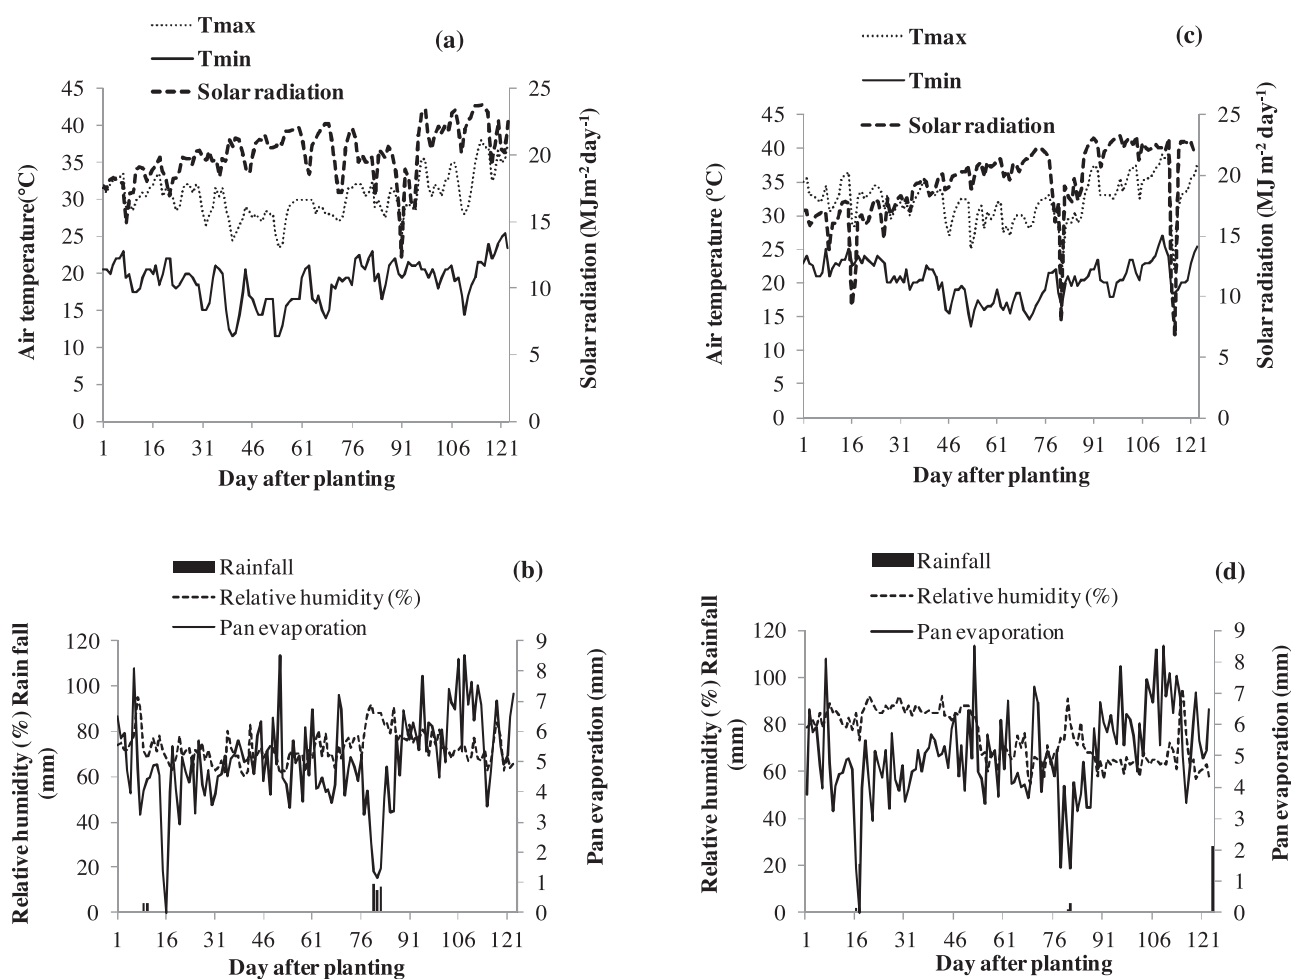 Tmax
(a)
Tmin
Solar radiation
45
40
35
30
25
20
15
10
5
0
25
20
15
10
5
0
Air temperature(°C)
Solar radiation (MJm⁻²day⁻¹)
1 16 31 46 61 76 91 106 121
Day after planting
Tmax
(c)
Tmin
Solar radiation
45
40
35
30
25
20
15
10
5
0
25
20
15
10
5
0
Air temperature (°C)
Solar radiation (MJ m⁻² day⁻¹)
1 16 31 46 61 76 91 106 121
Day after planting
Rainfall
(b)
Relative humidity (%)
Pan evaporation
120
100
80
60
40
20
0
9
8
7
6
5
4
3
2
1
0
Relative humidity (%) Rain fall
(mm)
Pan evaporation (mm)
1 16 31 46 61 76 91 106 121
Day after planting
Rainfall
(d)
Relative humidity (%)
Pan evaporation
120
100
80
60
40
20
0
9
8
7
6
5
4
3
2
1
0
Relative humidity (%) Rainfall
(mm)
Pan evaporation (mm)
1 16 31 46 61 76 91 106 121
Day after planting